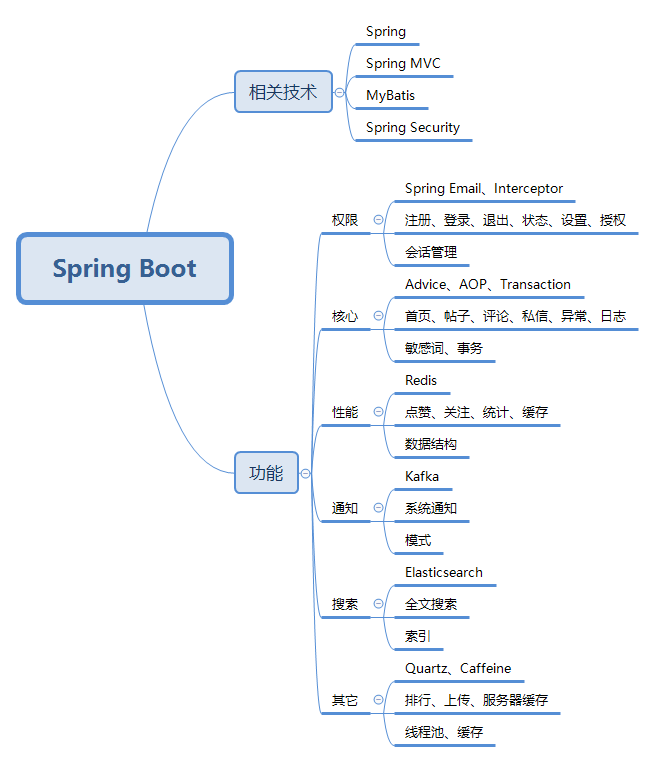 Spring Boot
相关技术
Spring
Spring MVC
MyBatis
Spring Security
功能
权限
Spring Email、Interceptor
注册、登录、退出、状态、设置、授权
会话管理
核心
Advice、AOP、Transaction
首页、帖子、评论、私信、异常、日志
敏感词、事务
性能
Redis
点赞、关注、统计、缓存
数据结构
通知
Kafka
系统通知
模式
搜索
Elasticsearch
全文搜索
索引
其它
Quartz、Caffeine
排行、上传、服务器缓存
线程池、缓存